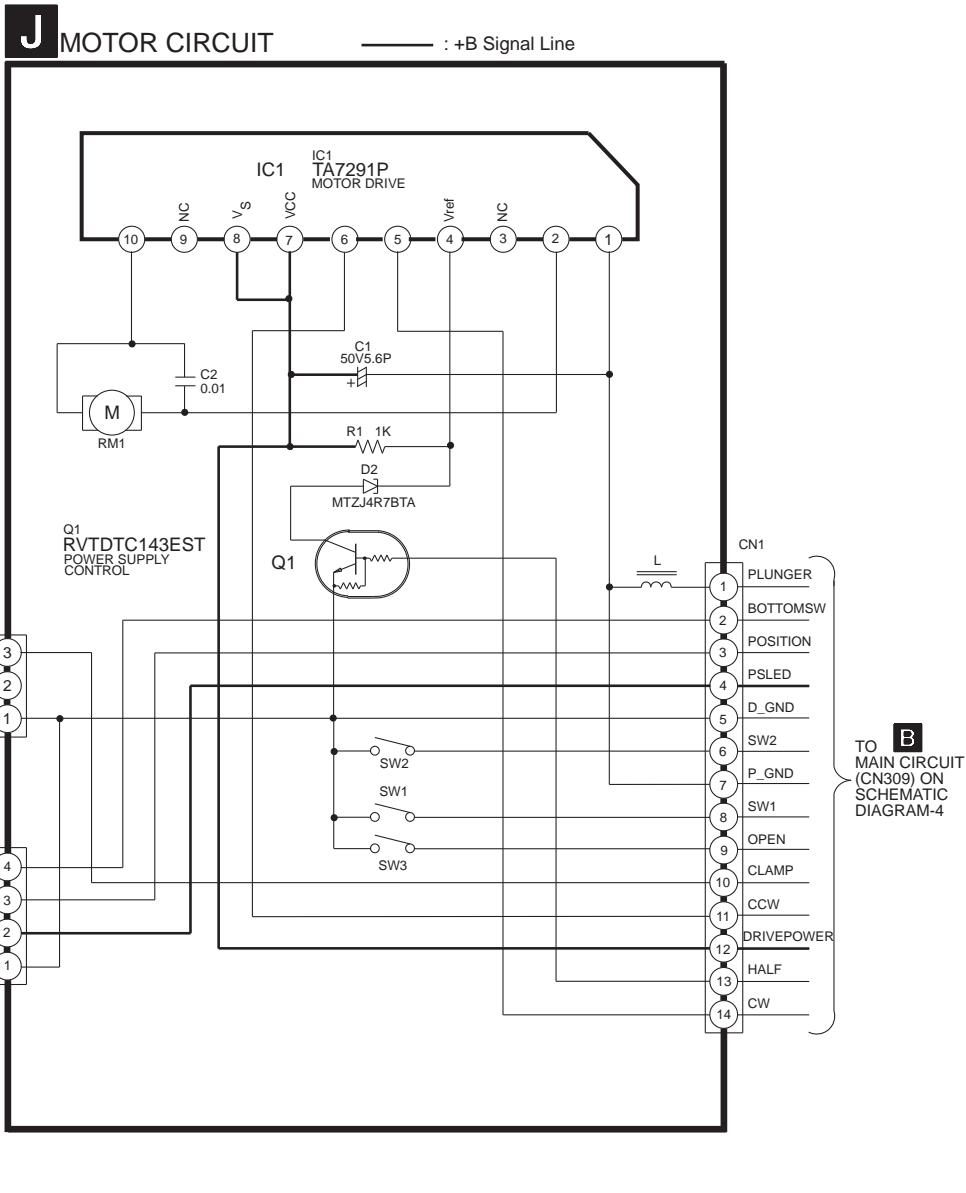 J MOTOR CIRCUIT
: +B Signal Line
IC1
IC1
TA7291P
MOTOR DRIVE
NC
VS
VCC
Vref
NC
10 9 8 7 6 5 4 3 2 1
C1
50V5.6P
+
C2
0.01
M
RM1
R1 1K
D2
MTZJ4R7BTA
Q1
RVTDTC143EST
POWER SUPPLY
CONTROL
Q1
L
CN1
1 PLUNGER
2 BOTTOMSW
3 POSITION
4 PSLED
5 D_GND
6 SW2
7 P_GND
8 SW1
9 OPEN
10 CLAMP
11 CCW
12 DRIVEPOWER
13 HALF
14 CW
3
2
1
SW2
SW1
SW3
4
3
2
1
TO B
MAIN CIRCUIT
(CN309) ON
SCHEMATIC
DIAGRAM-4